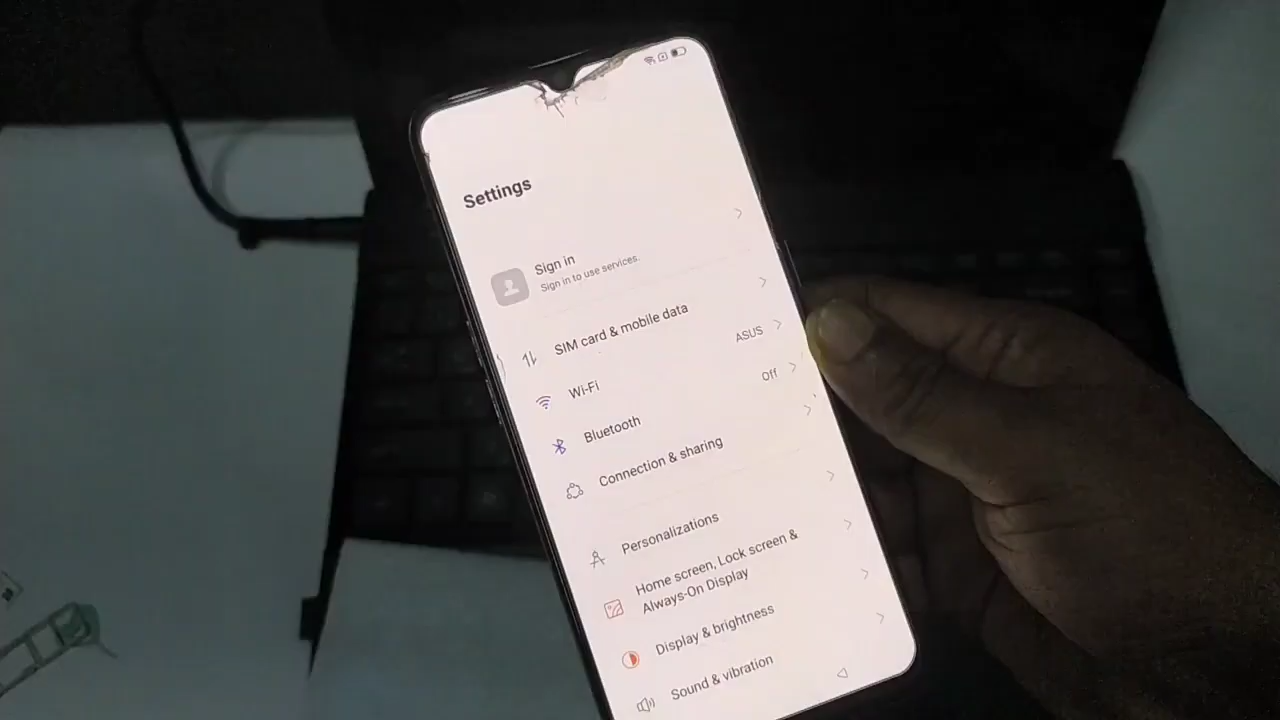 Settings
Sign in
Sign in to use services.
SIM card & mobile data
Wi-Fi
ASUS
Bluetooth
Off
Connection & sharing
Personalizations
Home screen, Lock screen &
Always-On Display
Display & brightness
Sound & vibration